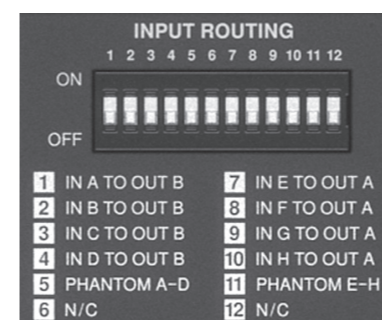 INPUT ROUTING
1 2 3 4 5 6 7 8 9 10 11 12
ON
OFF
1 IN A TO OUT B
2 IN B TO OUT B
3 IN C TO OUT B
4 IN D TO OUT B
5 PHANTOM A-D
6 N/C
7 IN E TO OUT A
8 IN F TO OUT A
9 IN G TO OUT A
10 IN H TO OUT A
11 PHANTOM E-H
12 N/C